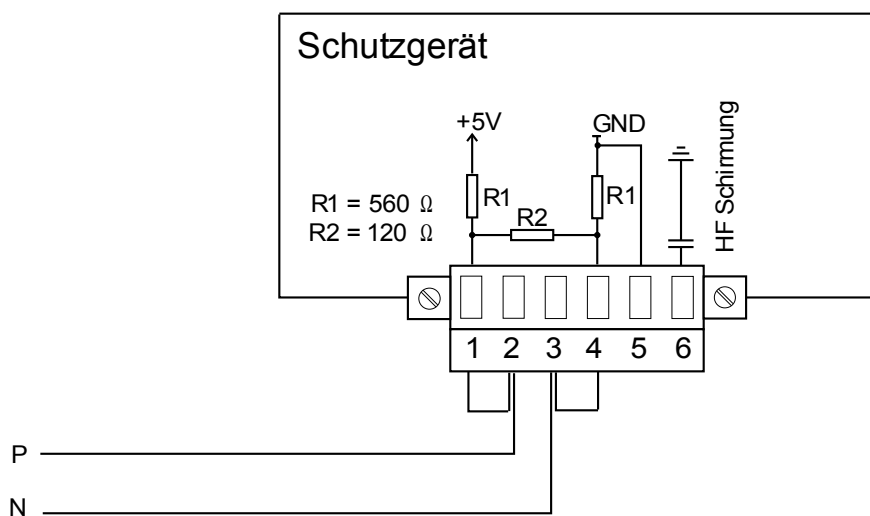 Schutzgerät
+5V
GND
HF Schirmung
R1 = 560 Ω
R2 = 120 Ω
R1
R2
R1
1 2 3 4 5 6
P
N